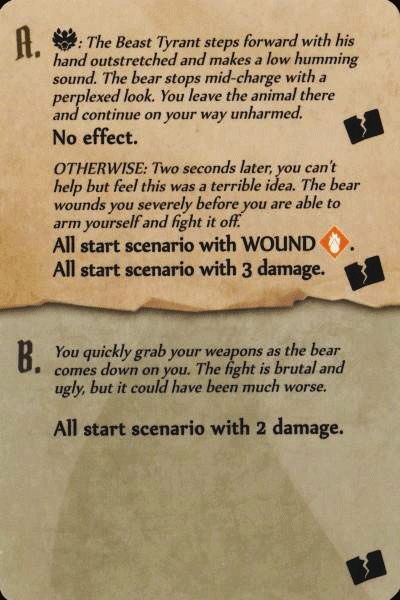 A. : The Beast Tyrant steps forward with his
hand outstretched and makes a low humming
sound. The bear stops mid-charge with a
perplexed look. You leave the animal there
and continue on your way unharmed.
No effect.
OTHERWISE: Two seconds later, you can't
help but feel this was a terrible idea. The bear
wounds you severely before you are able to
arm yourself and fight it off.
All start scenario with WOUND .
All start scenario with 3 damage.
B. You quickly grab your weapons as the bear
comes down on you. The fight is brutal and
ugly, but it could have been much worse.
All start scenario with 2 damage.